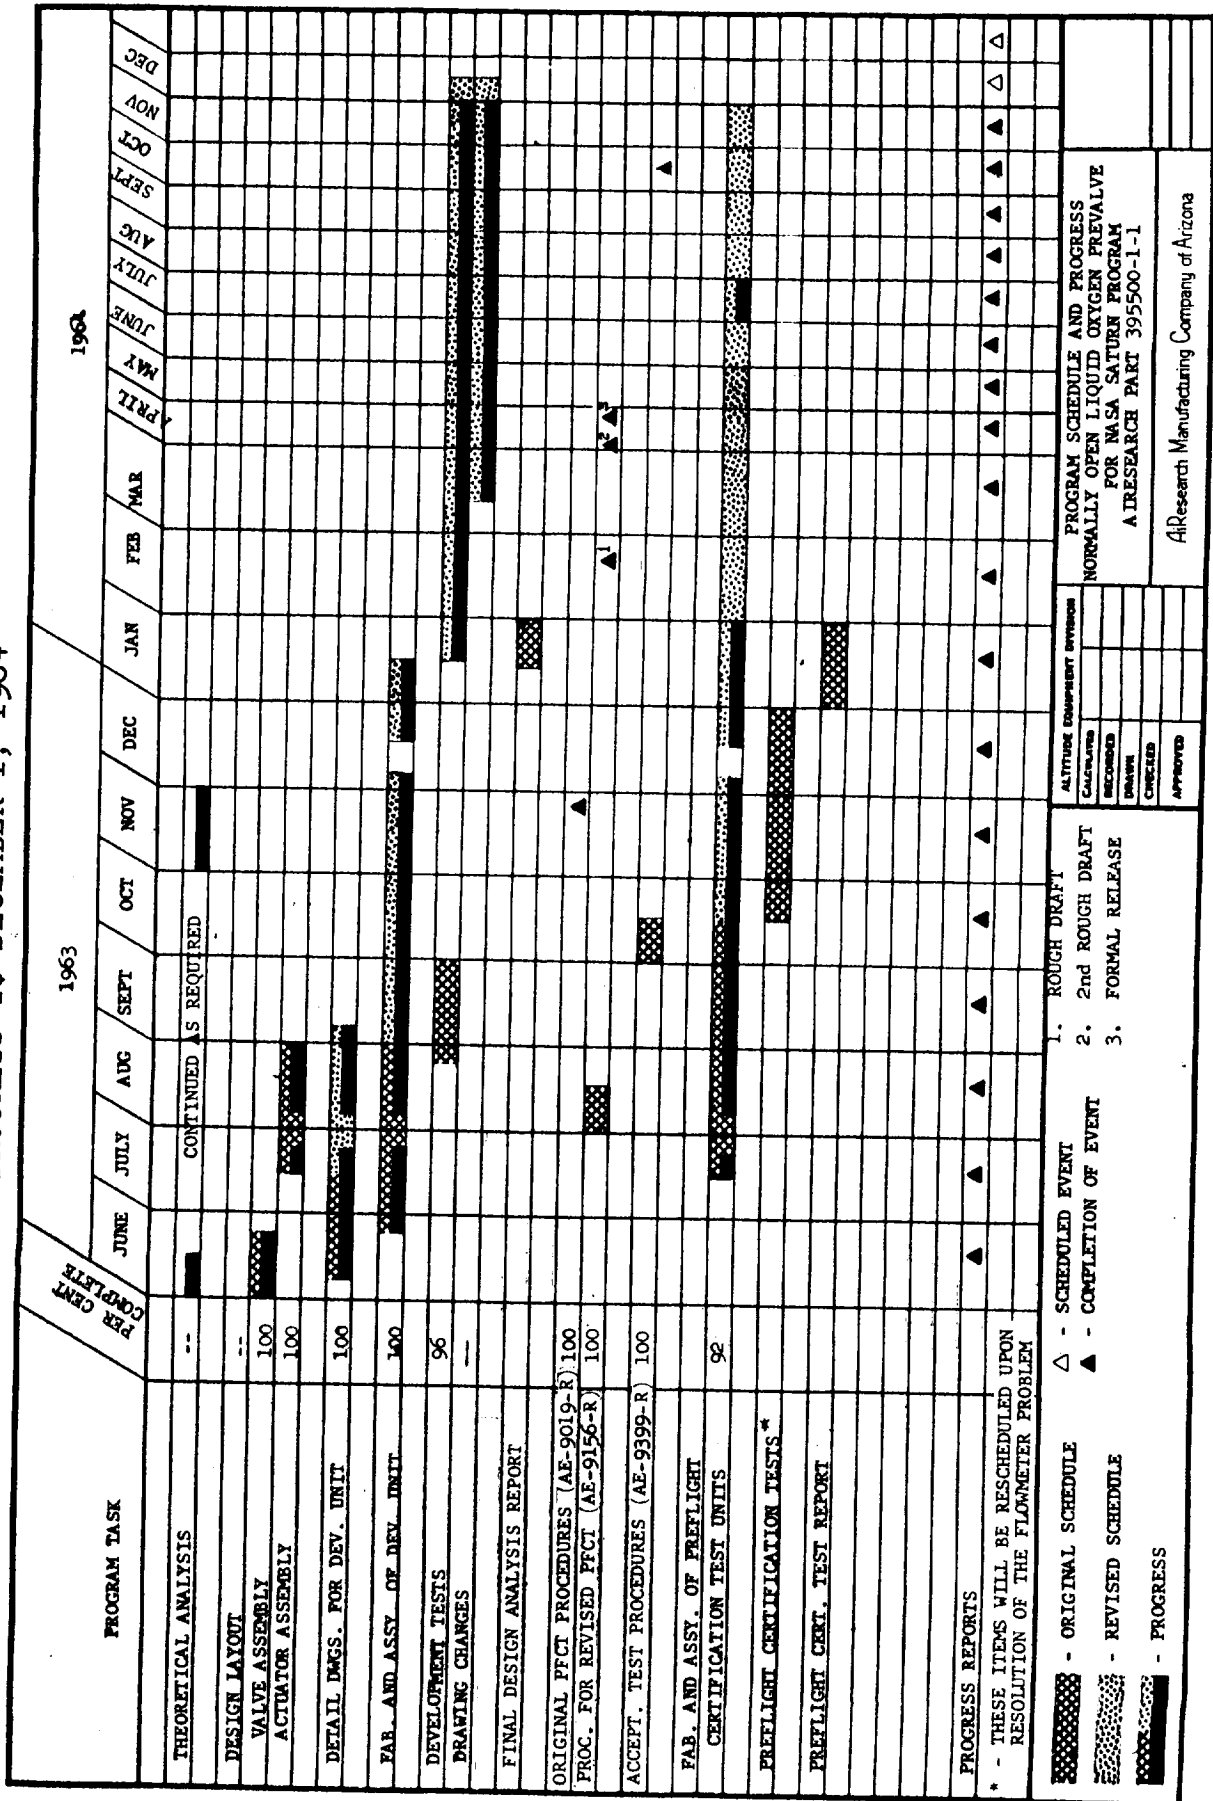 1963
1964
PROGRAM TASK
PER CENT
COMPLETE
JUNE
JULY
AUG
SEPT
OCT
NOV
DEC
JAN
FEB
MAR
APRIL
MAY
JUNE
JULY
AUG
SEPT
OCT
NOV
DEC
THEORETICAL ANALYSIS
--
CONTINUED AS REQUIRED
DESIGN LAYOUT
--
VALVE ASSEMBLY
100
ACTUATOR ASSEMBLY
100
DETAIL DWGS. FOR DEV. UNIT
100
FAB. AND ASSY. OF DEV. UNIT
100
DEVELOPMENT TESTS
96
DRAWING CHANGES
--
FINAL DESIGN ANALYSIS REPORT
ORIGINAL PFCT PROCEDURES (AE-9019-R)
100
PROC. FOR REVISED PFCT (AE-9156-R)
100
1
2
3
ACCEPT. TEST PROCEDURES (AE-9399-R)
100
FAB. AND ASSY. OF PREFLIGHT
CERTIFICATION TEST UNITS
92
PREFLIGHT CERTIFICATION TESTS*
PREFLIGHT CERT. TEST REPORT
PROGRESS REPORTS
* - THESE ITEMS WILL BE RESCHEDULED UPON
RESOLUTION OF THE FLOWMETER PROBLEM
- ORIGINAL SCHEDULE
- REVISED SCHEDULE
- PROGRESS
△ - SCHEDULED EVENT
▲ - COMPLETION OF EVENT
1. ROUGH DRAFT
2. 2nd ROUGH DRAFT
3. FORMAL RELEASE
ALTITUDE EQUIPMENT DIVISION
CALCULATED
RECORDED
DRAWN
CHECKED
APPROVED
PROGRAM SCHEDULE AND PROGRESS
NORMALLY OPEN LIQUID OXYGEN PREVALVE
FOR NASA SATURN PROGRAM
AIRESEARCH PART 395500-1-1
AiResearch Manufacturing Company of Arizona